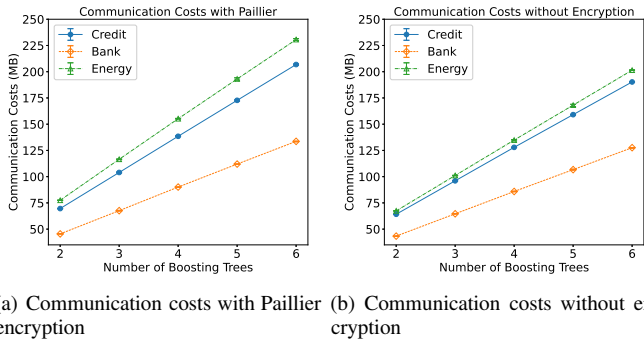 Communication Costs with Paillier
250
225
200
175
150
125
100
75
50
Communication Costs (MB)
Credit
Bank
Energy
2 3 4 5 6
Number of Boosting Trees
Communication Costs without Encryption
250
225
200
175
150
125
100
75
50
Communication Costs (MB)
Credit
Bank
Energy
2 3 4 5 6
Number of Boosting Trees
a) Communication costs with Paillier
encryption
(b) Communication costs without e
cryption